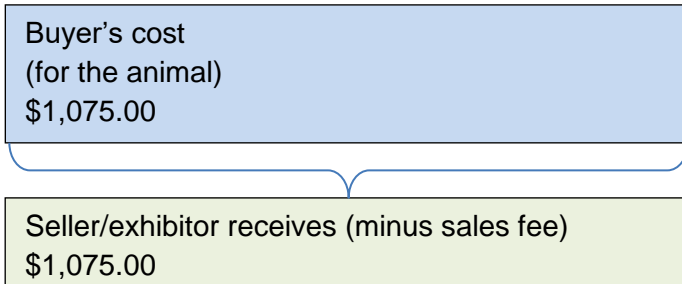 Buyer’s cost
(for the animal)
$1,075.00
Seller/exhibitor receives (minus sales fee)
$1,075.00